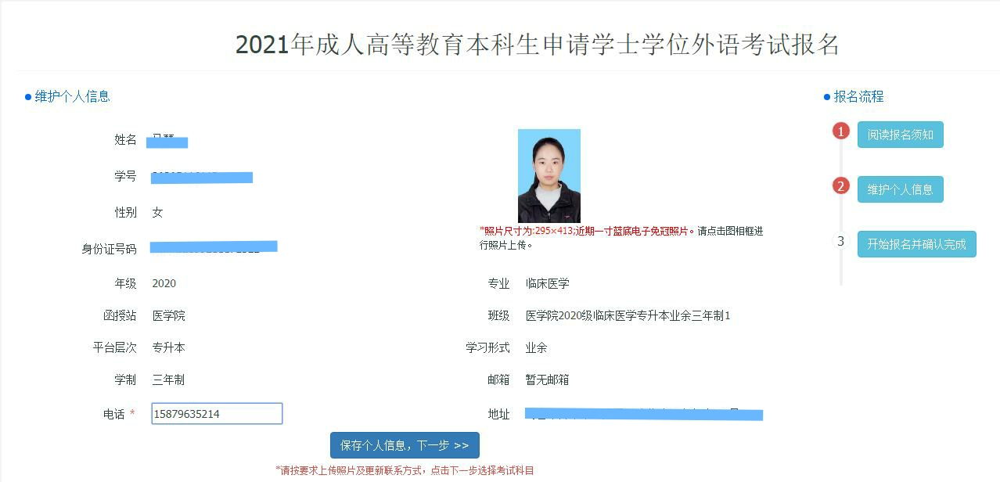 2021年成人高等教育本科生申请学士学位外语考试报名
维护个人信息
姓名
学号
性别 女
身份证号码
年级 2020
函授站 医学院
平台层次 专升本
学制 三年制
电话 * 15879635214
*照片尺寸为:295×413;近期一寸蓝底电子免冠照片。请点击图相框进
行照片上传。
专业 临床医学
班级 医学院2020级临床医学专升本业余三年制1
学习形式 业余
邮箱 暂无邮箱
地址
保存个人信息，下一步 >>
*请按要求上传照片及更新联系方式，点击下一步选择考试科目
报名流程
1 阅读报名须知
2 维护个人信息
3 开始报名并确认完成